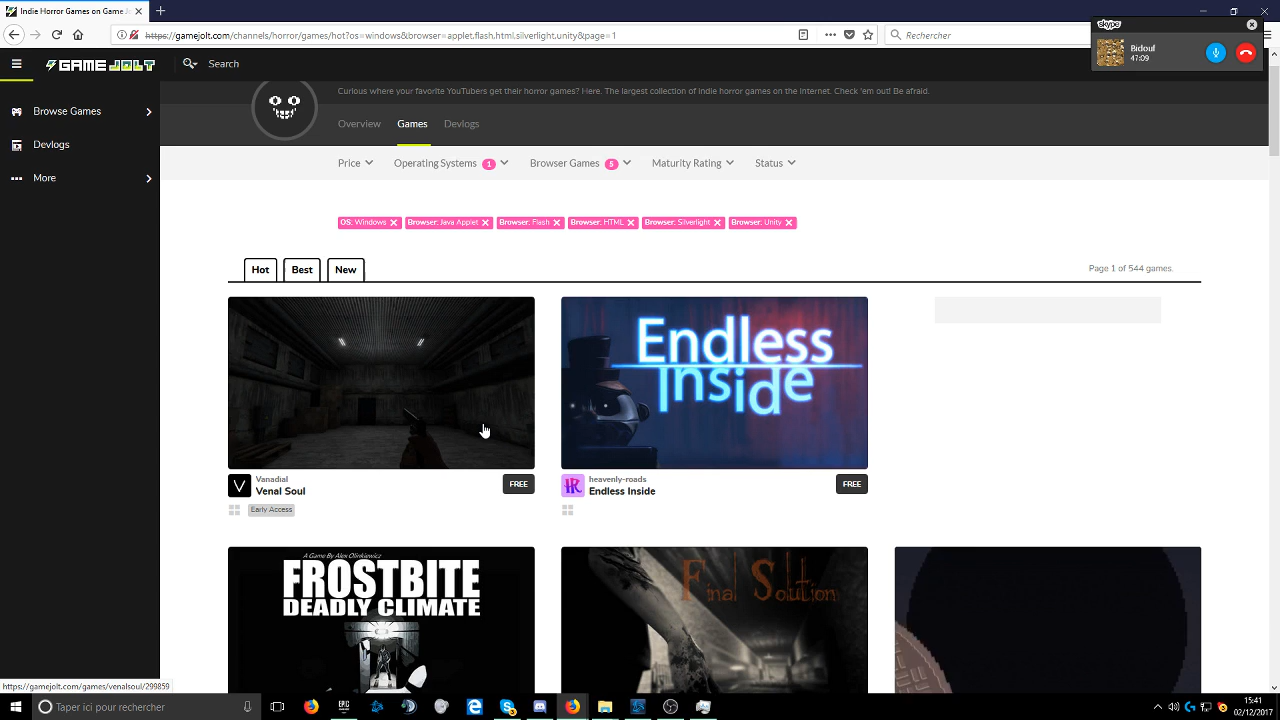 Indie Horror Games on Game Jolt
https://gamejolt.com/channels/horror/games/hot?os=windows&browser=applet.flash.html.silverlight.unity&page=1
Rechercher
skype
Bidouf
47:09
GAME JOLT
Search
Curious where your favorite YouTubers get their horror games? Here. The largest collection of indie horror games on the Internet. Check 'em out! Be afraid.
Browse Games
Devlogs
More
Overview Games Devlogs
Price Operating Systems 1 Browser Games 5 Maturity Rating Status
OS: Windows Browser: Java Applet Browser: Flash Browser: HTML Browser: Silverlight Browser: Unity
Hot Best New
Page 1 of 544 games.
Endless
Inside
Vanadial
Venal Soul
FREE
Early Access
heavenly-roads
Endless Inside
FREE
A Game By Alex Olinkiewicz
FROSTBITE
DEADLY CLIMATE
Final Solution
https://gamejolt.com/games/venalsoul/299859
Taper ici pour rechercher
EPIC
GAMES
15:41
02/12/2017